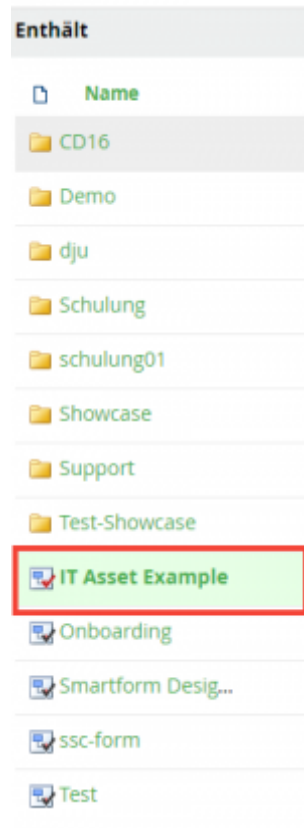 Enthält
Name
CD16
Demo
dju
Schulung
schulung01
Showcase
Support
Test-Showcase
IT Asset Example
Onboarding
Smartform Desig...
ssc-form
Test